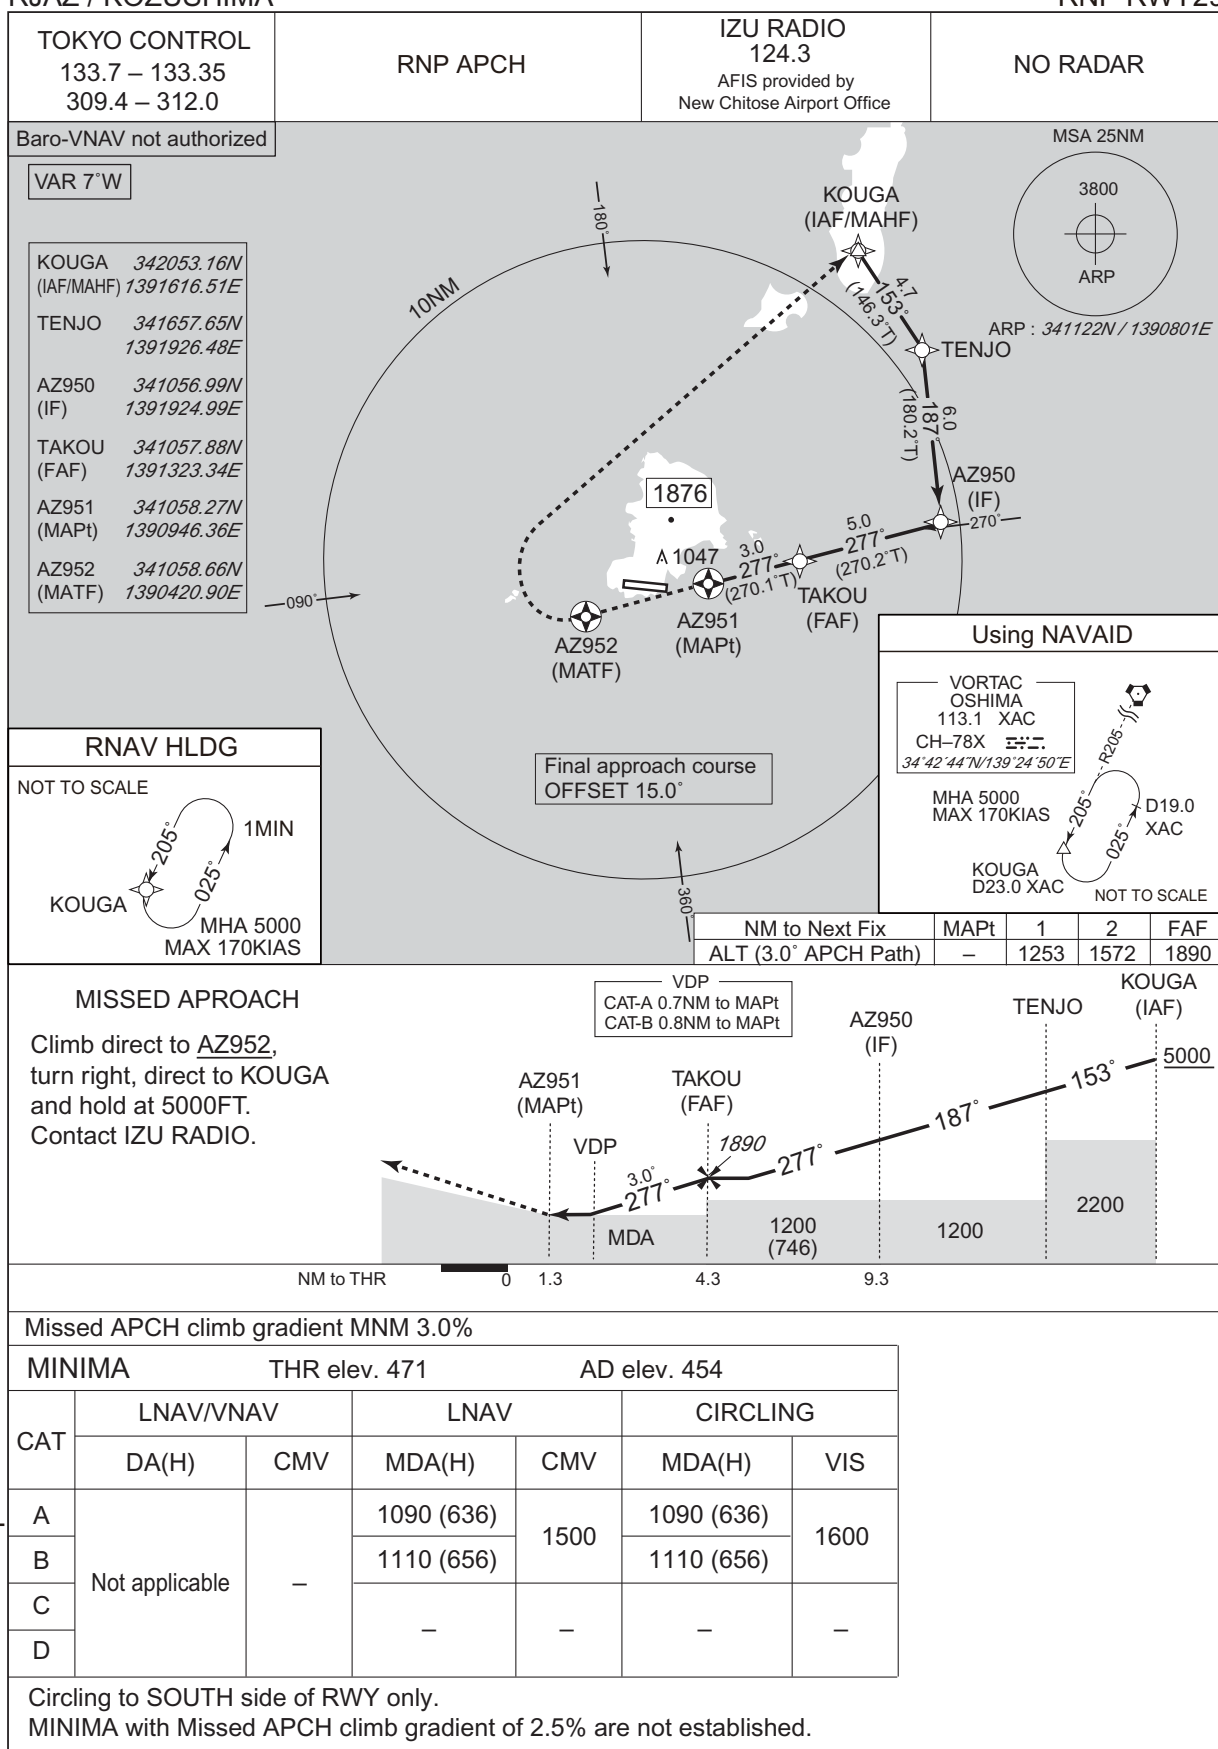 TOKYO CONTROL
133.7 – 133.35
309.4 – 312.0
RNP APCH
IZU RADIO
124.3
AFIS provided by
New Chitose Airport Office
NO RADAR
Baro-VNAV not authorized
VAR 7˚W
MSA 25NM
3800
ARP
ARP : 341122N / 1390801E
KOUGA 342053.16N
(IAF/MAHF) 1391616.51E
TENJO 341657.65N
1391926.48E
AZ950 341056.99N
(IF) 1391924.99E
TAKOU 341057.88N
(FAF) 1391323.34E
AZ951 341058.27N
(MAPt) 1390946.36E
AZ952 341058.66N
(MATF) 1390420.90E
180˚
10NM
KOUGA
(IAF/MAHF)
4.7
153˚
(146.3˚T)
TENJO
6.0
187˚
(180.2˚T)
AZ950
(IF)
270˚
5.0
277˚
(270.2˚T)
3.0
277˚
(270.1˚T)
TAKOU
(FAF)
1876
1047
AZ951
(MAPt)
AZ952
(MATF)
090˚
360˚
Final approach course
OFFSET 15.0˚
Using NAVAID
VORTAC
OSHIMA
113.1 XAC
CH–78X
34˚42´44˝N/139˚24´50˝E
R205
MHA 5000
MAX 170KIAS
205˚
025˚
D19.0
XAC
KOUGA
D23.0 XAC
NOT TO SCALE
RNAV HLDG
NOT TO SCALE
205˚
025˚
1MIN
KOUGA
MHA 5000
MAX 170KIAS
NM to Next Fix MAPt 1 2 FAF
ALT (3.0˚ APCH Path) – 1253 1572 1890
MISSED APROACH
Climb direct to AZ952,
turn right, direct to KOUGA
and hold at 5000FT.
Contact IZU RADIO.
VDP
CAT-A 0.7NM to MAPt
CAT-B 0.8NM to MAPt
AZ951
(MAPt)
VDP
TAKOU
(FAF)
AZ950
(IF)
TENJO
KOUGA
(IAF)
5000
153˚
187˚
277˚
1890
3.0˚
277˚
MDA
1200
(746)
1200
2200
NM to THR 0 1.3 4.3 9.3
Missed APCH climb gradient MNM 3.0%
MINIMA THR elev. 471 AD elev. 454
CAT LNAV/VNAV LNAV CIRCLING
DA(H) CMV MDA(H) CMV MDA(H) VIS
A 1090 (636) 1500 1090 (636) 1600
B 1110 (656) 1110 (656)
Not applicable –
C – – – –
D
Circling to SOUTH side of RWY only.
MINIMA with Missed APCH climb gradient of 2.5% are not established.